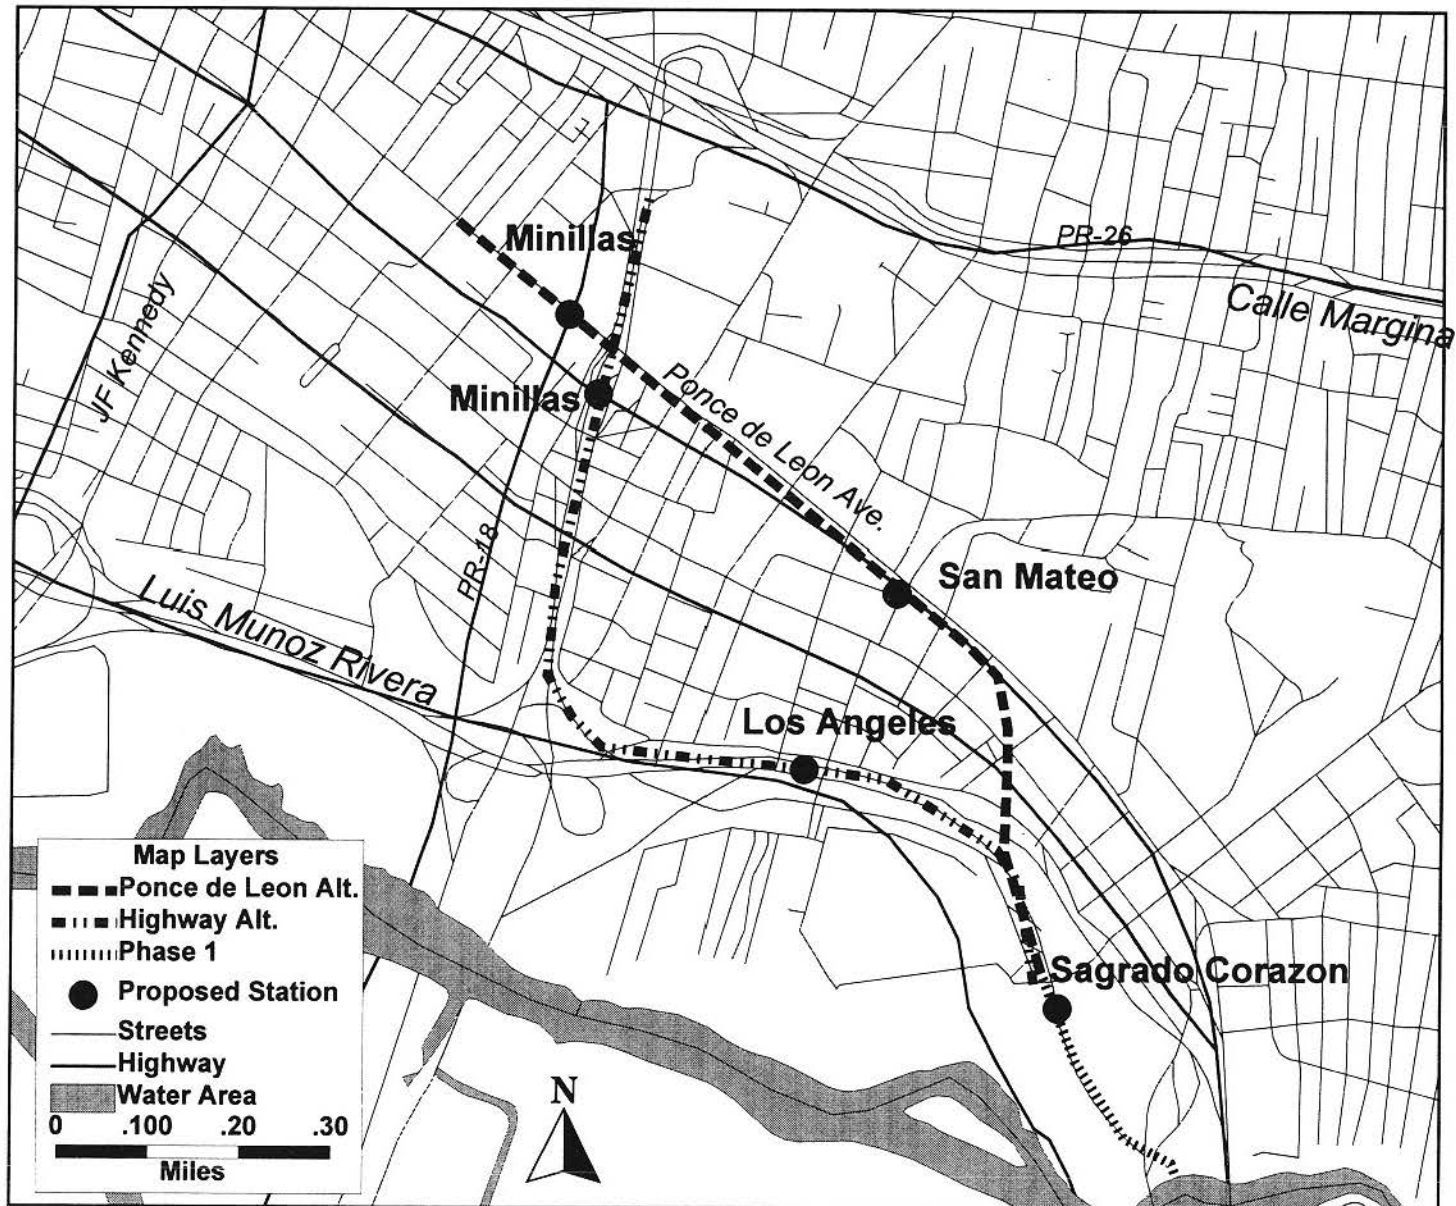 Minillas
PR-26
Calle Margina
JF Kennedy
Minillas
Ponce de Leon Ave.
PR-18
San Mateo
Luis Munoz Rivera
Los Angeles
Sagrado Corazon
Map Layers
Ponce de Leon Alt.
Highway Alt.
Phase 1
Proposed Station
Streets
Highway
Water Area
0 .100 .20 .30
Miles
N